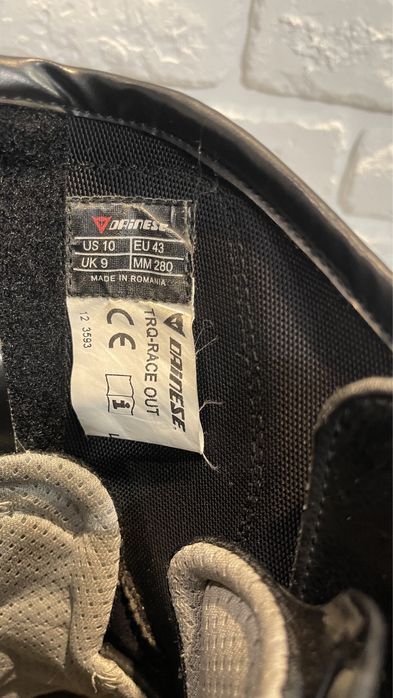 DAINESE
US 10 EU 43
UK 9 MM 280
MADE IN ROMANIA
DAINESE
TRQ-RACE OUT
CE
i
12 3593